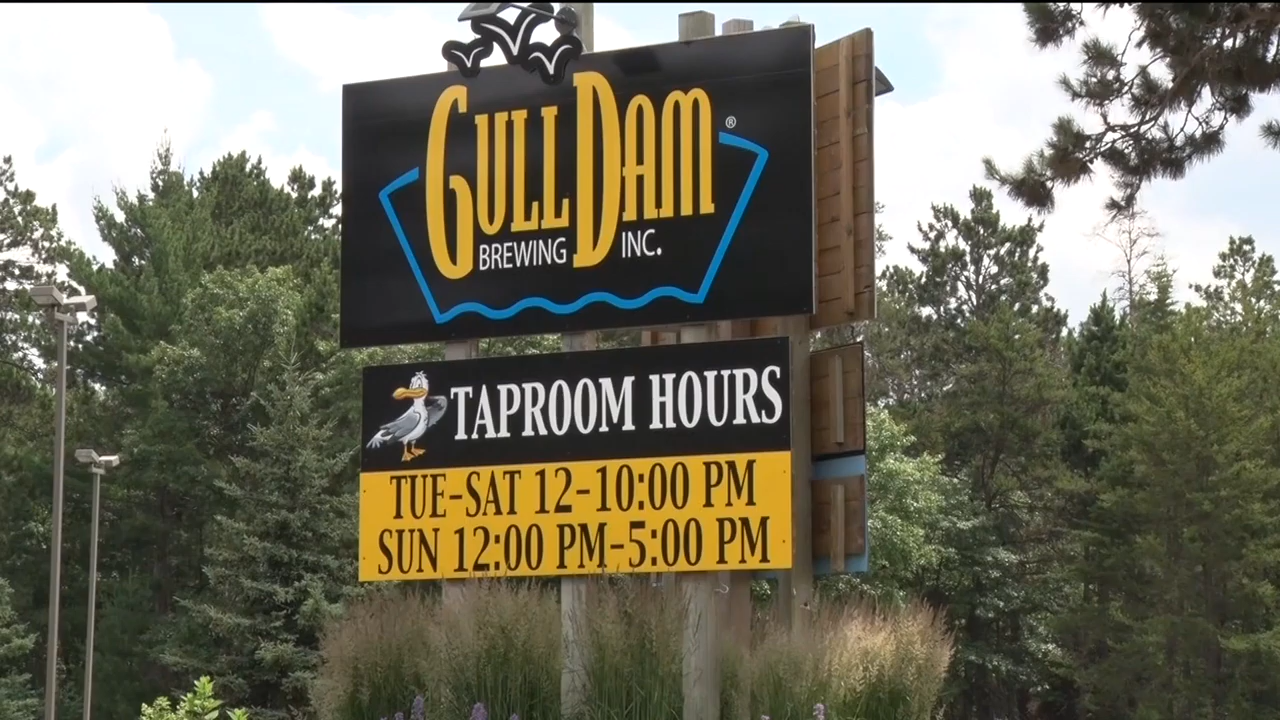 GULL DAM ®
BREWING INC.
TAPROOM HOURS
TUE-SAT 12-10:00 PM
SUN 12:00 PM-5:00 PM